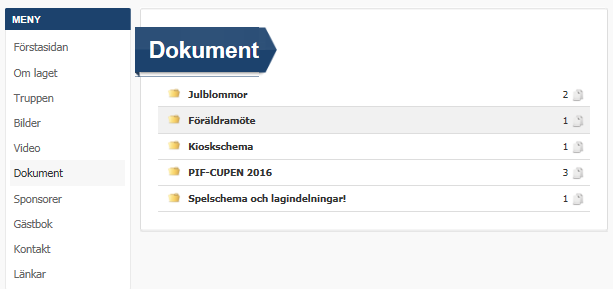 MENY
Förstasidan
Om laget
Truppen
Bilder
Video
Dokument
Sponsorer
Gästbok
Kontakt
Länkar
Dokument
Julblommor 2
Föräldramöte 1
Kioskschema 1
PIF-CUPEN 2016 3
Spelschema och lagindelningar! 1